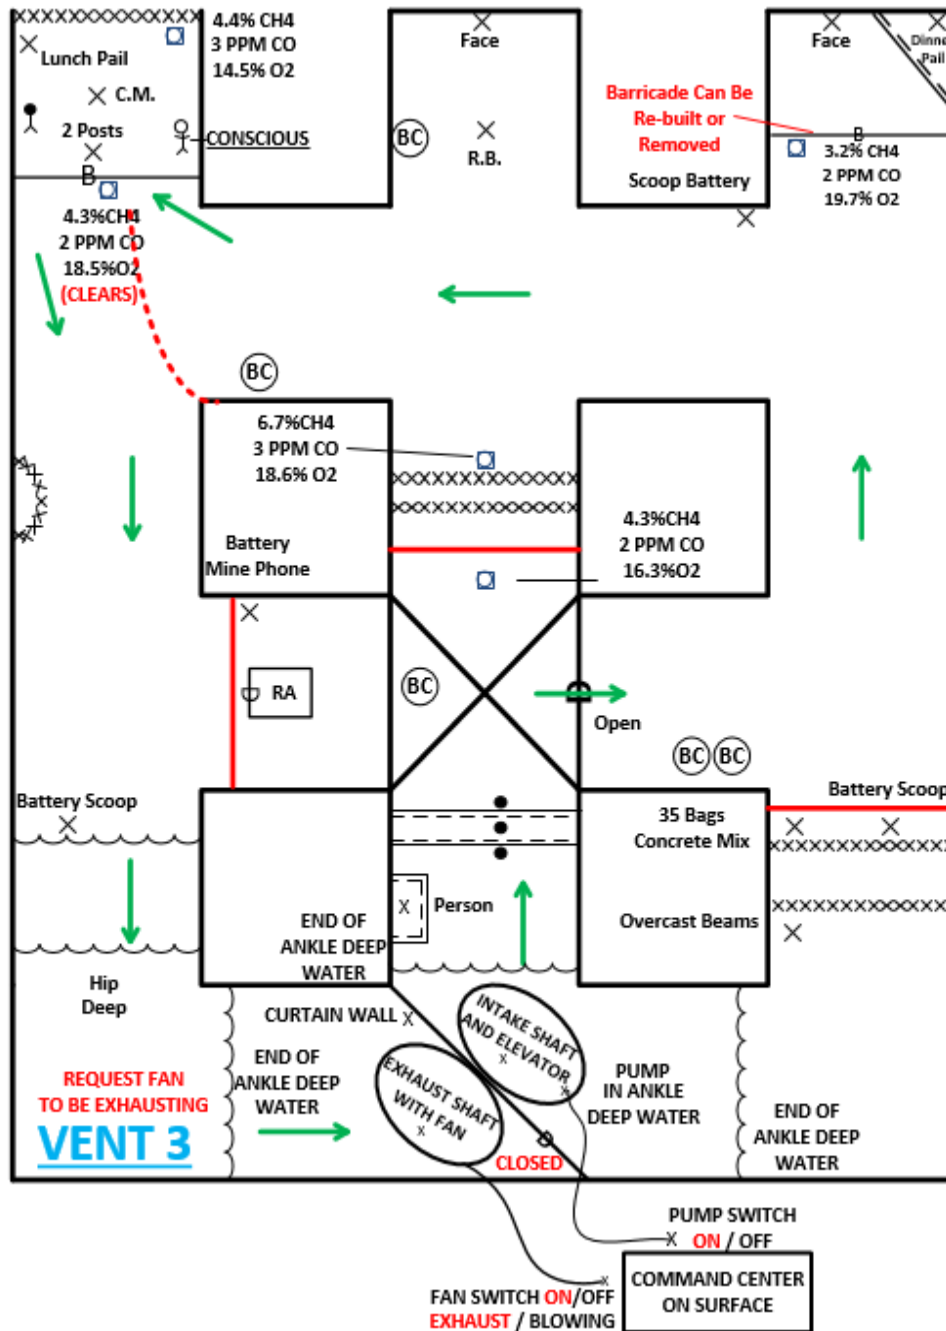 4.4% CH4
3 PPM CO
14.5% O2
Lunch Pail
C.M.
2 Posts
B
CONSCIOUS
4.3%CH4
2 PPM CO
18.5%O2
(CLEARS)
Face
BC
R.B.
Face
Dinne
Pail
Barricade Can Be
Re-built or
Removed
B
3.2% CH4
2 PPM CO
19.7% O2
Scoop Battery
BC
6.7%CH4
3 PPM CO
18.6% O2
Battery
Mine Phone
4.3%CH4
2 PPM CO
16.3%O2
RA
BC
Open
BC BC
Battery Scoop
35 Bags
Concrete Mix
Overcast Beams
Battery Scoop
Person
END OF
ANKLE DEEP
WATER
Hip
Deep
CURTAIN WALL
INTAKE SHAFT
AND ELEVATOR
EXHAUST SHAFT
WITH FAN
END OF
ANKLE DEEP
WATER
PUMP
IN ANKLE
DEEP WATER
END OF
ANKLE DEEP
WATER
REQUEST FAN
TO BE EXHAUSTING
VENT 3
D
CLOSED
PUMP SWITCH
ON / OFF
COMMAND CENTER
ON SURFACE
FAN SWITCH ON/OFF
EXHAUST / BLOWING